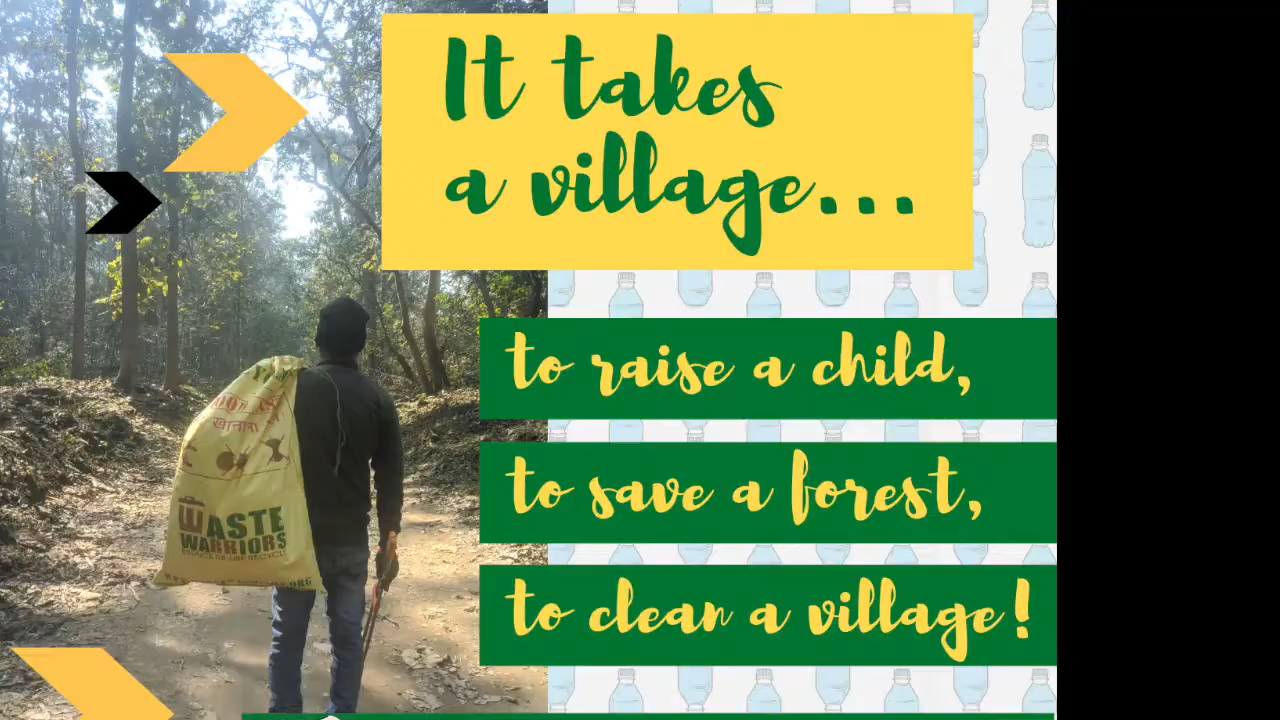 It takes
a village...
to raise a child,
to save a forest,
to clean a village!
WASTE
WARRIORS